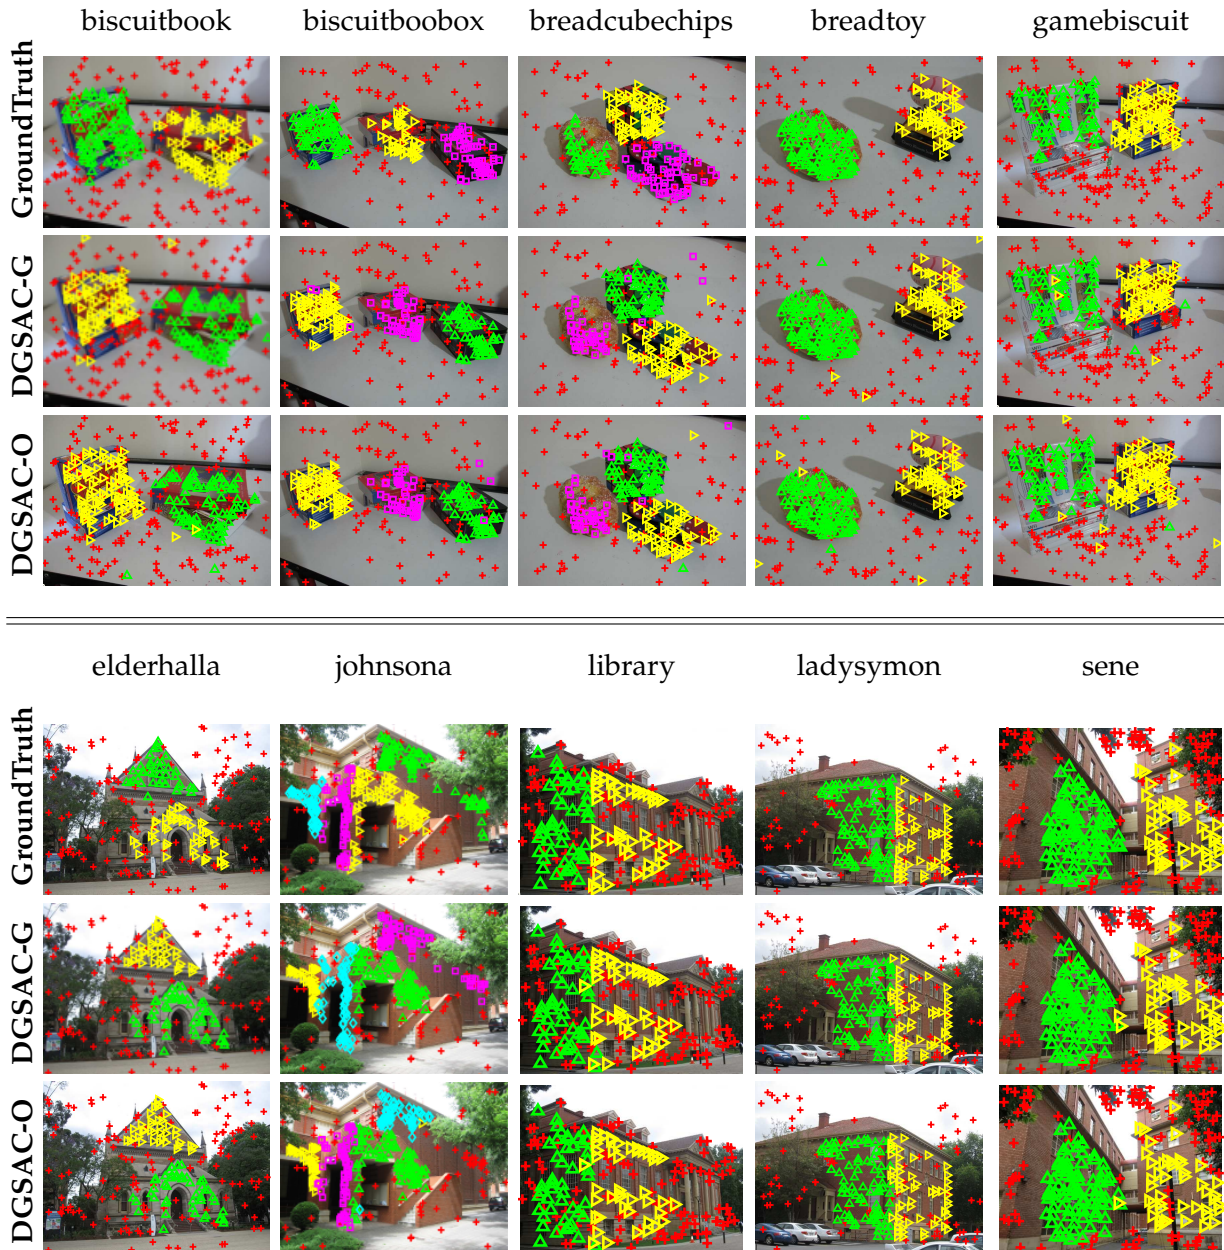 biscuitbook biscuitboobox breadcubechips breadtoy gamebiscuit
GroundTruth
DGSAC-G
DGSAC-O
elderhalla johnsona library ladysymon sene
GroundTruth
DGSAC-G
DGSAC-O